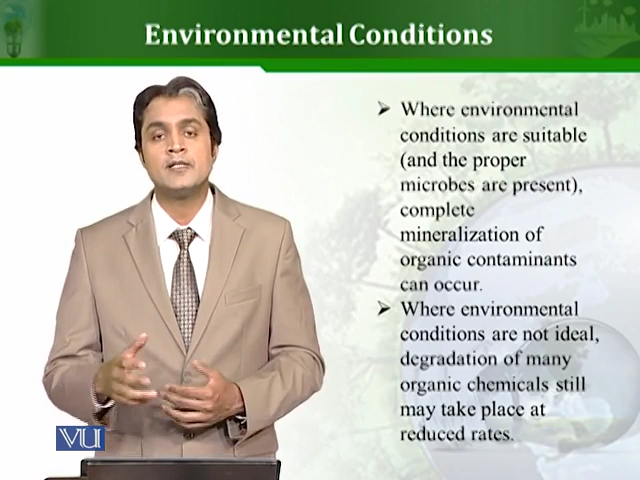 Environmental Conditions
➢ Where environmental
conditions are suitable
(and the proper
microbes are present),
complete
mineralization of
organic contaminants
can occur.
➢ Where environmental
conditions are not ideal,
degradation of many
organic chemicals still
may take place at
reduced rates.
VU